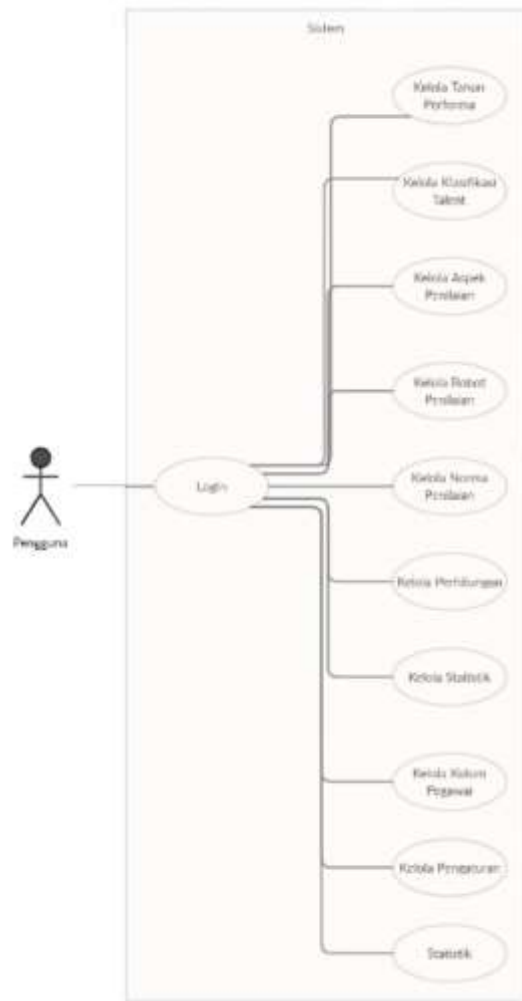 Sistem
Kelola Tahun
Performa
Kelola Klasifikasi
Talent
Kelola Aspek
Penilaian
Kelola Bobot
Penilaian
Login
Kelola Norma
Penilaian
Pengguna
Kelola Perhitungan
Kelola Statistik
Kelola Kolom
Pegawai
Kelola Pengaturan
Statistik